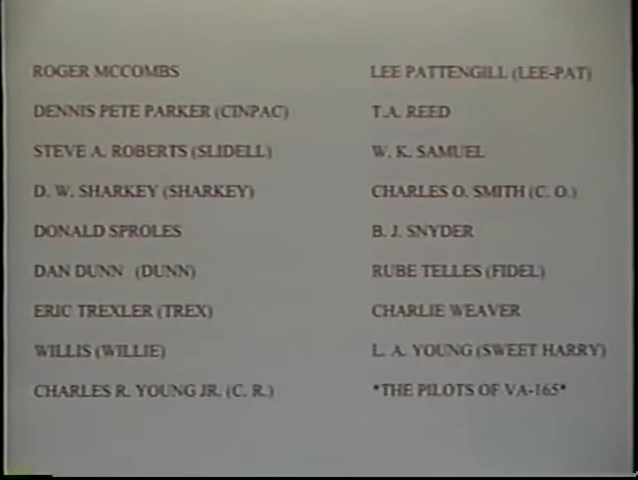 ROGER MCCOMBS
DENNIS PETE PARKER (CINPAC)
STEVE A. ROBERTS (SLIDELL)
D. W. SHARKEY (SHARKEY)
DONALD SPROLES
DAN DUNN (DUNN)
ERIC TREXLER (TREX)
WILLIS (WILLIE)
CHARLES R. YOUNG JR. (C. R.)
LEE PATTENGILL (LEE-PAT)
T.A. REED
W. K. SAMUEL
CHARLES O. SMITH (C. O.)
B. J. SNYDER
RUBE TELLES (FIDEL)
CHARLIE WEAVER
L. A. YOUNG (SWEET HARRY)
*THE PILOTS OF VA-165*